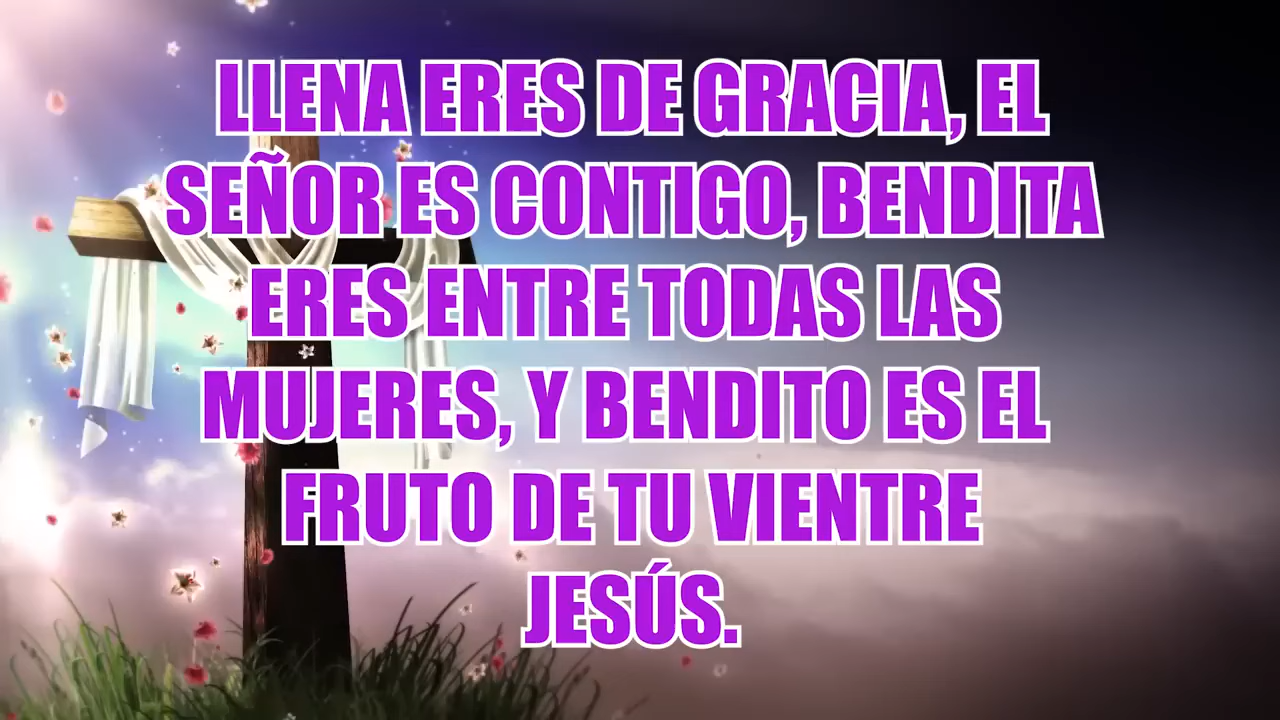 LLENA ERES DE GRACIA, EL
SEÑOR ES CONTIGO, BENDITA
ERES ENTRE TODAS LAS
MUJERES, Y BENDITO ES EL
FRUTO DE TU VIENTRE
JESÚS.